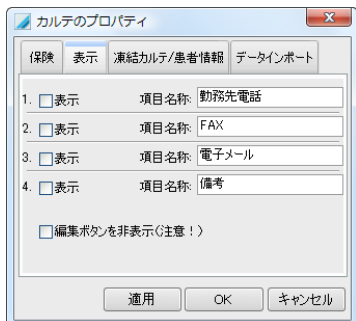 カルテのプロパティ
保険 表示 凍結カルテ/患者情報 データインポート
1. 表示 項目名称: 勤務先電話
2. 表示 項目名称: FAX
3. 表示 項目名称: 電子メール
4. 表示 項目名称: 備考
編集ボタンを非表示(注意！)
適用 OK キャンセル